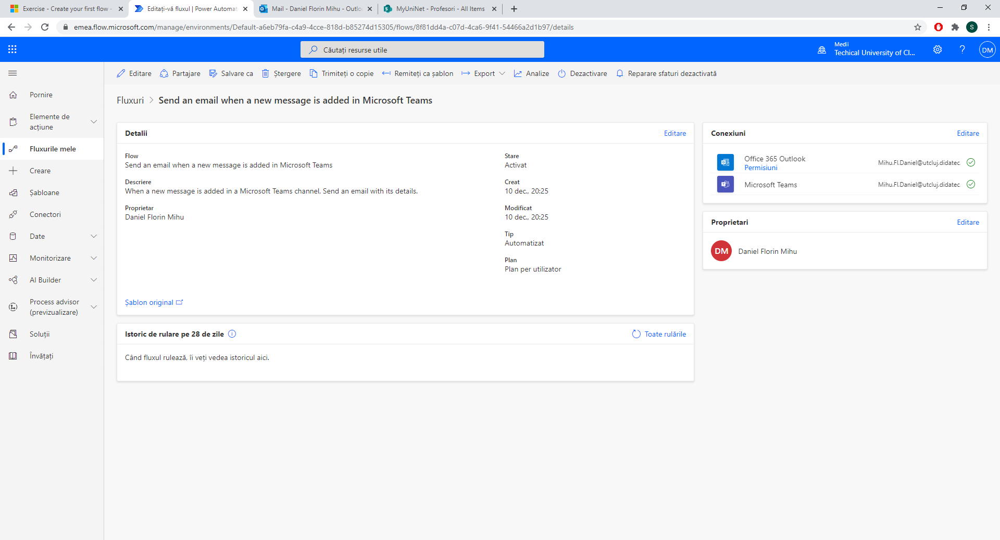 Exercise - Create your first flow -
Editați-vă fluxul | Power Automat
Mail - Daniel Florin Mihu - Outlo
MyUniNet - Profesori - All Items
emea.flow.microsoft.com/manage/environments/Default-a6eb79fa-c4a9-4cce-818d-b85274d15305/flows/8f81dd4a-c07d-4ca6-9f41-54466a2d1b97/details
S
Căutați resurse utile
Medii
Techical University of Cl...
?
DM
Editare
Partajare
Salvare ca
Ștergere
Trimiteți o copie
Remiteți ca șablon
Export
Analize
Dezactivare
Reparare sfaturi dezactivată
Pornire
Elemente de
acțiune
Fluxurile mele
Creare
Șabloane
Conectori
Date
Monitorizare
AI Builder
Process advisor
(previzualizare)
Soluții
Învățați
Fluxuri > Send an email when a new message is added in Microsoft Teams
Detalii
Editare
Flow
Send an email when a new message is added in Microsoft Teams
Descriere
When a new message is added in a Microsoft Teams channel, Send an email with its details.
Proprietar
Daniel Florin Mihu
Stare
Activat
Creat
10 dec., 20:25
Modificat
10 dec., 20:25
Tip
Automatizat
Plan
Plan per utilizator
Șablon original
Istoric de rulare pe 28 de zile
Toate rulările
Când fluxul rulează, îi veți vedea istoricul aici.
Conexiuni
Editare
Office 365 Outlook
Permisiuni
Mihu.Fl.Daniel@utcluj.didatec.
Microsoft Teams
Mihu.Fl.Daniel@utcluj.didatec.
Proprietari
Editare
DM
Daniel Florin Mihu